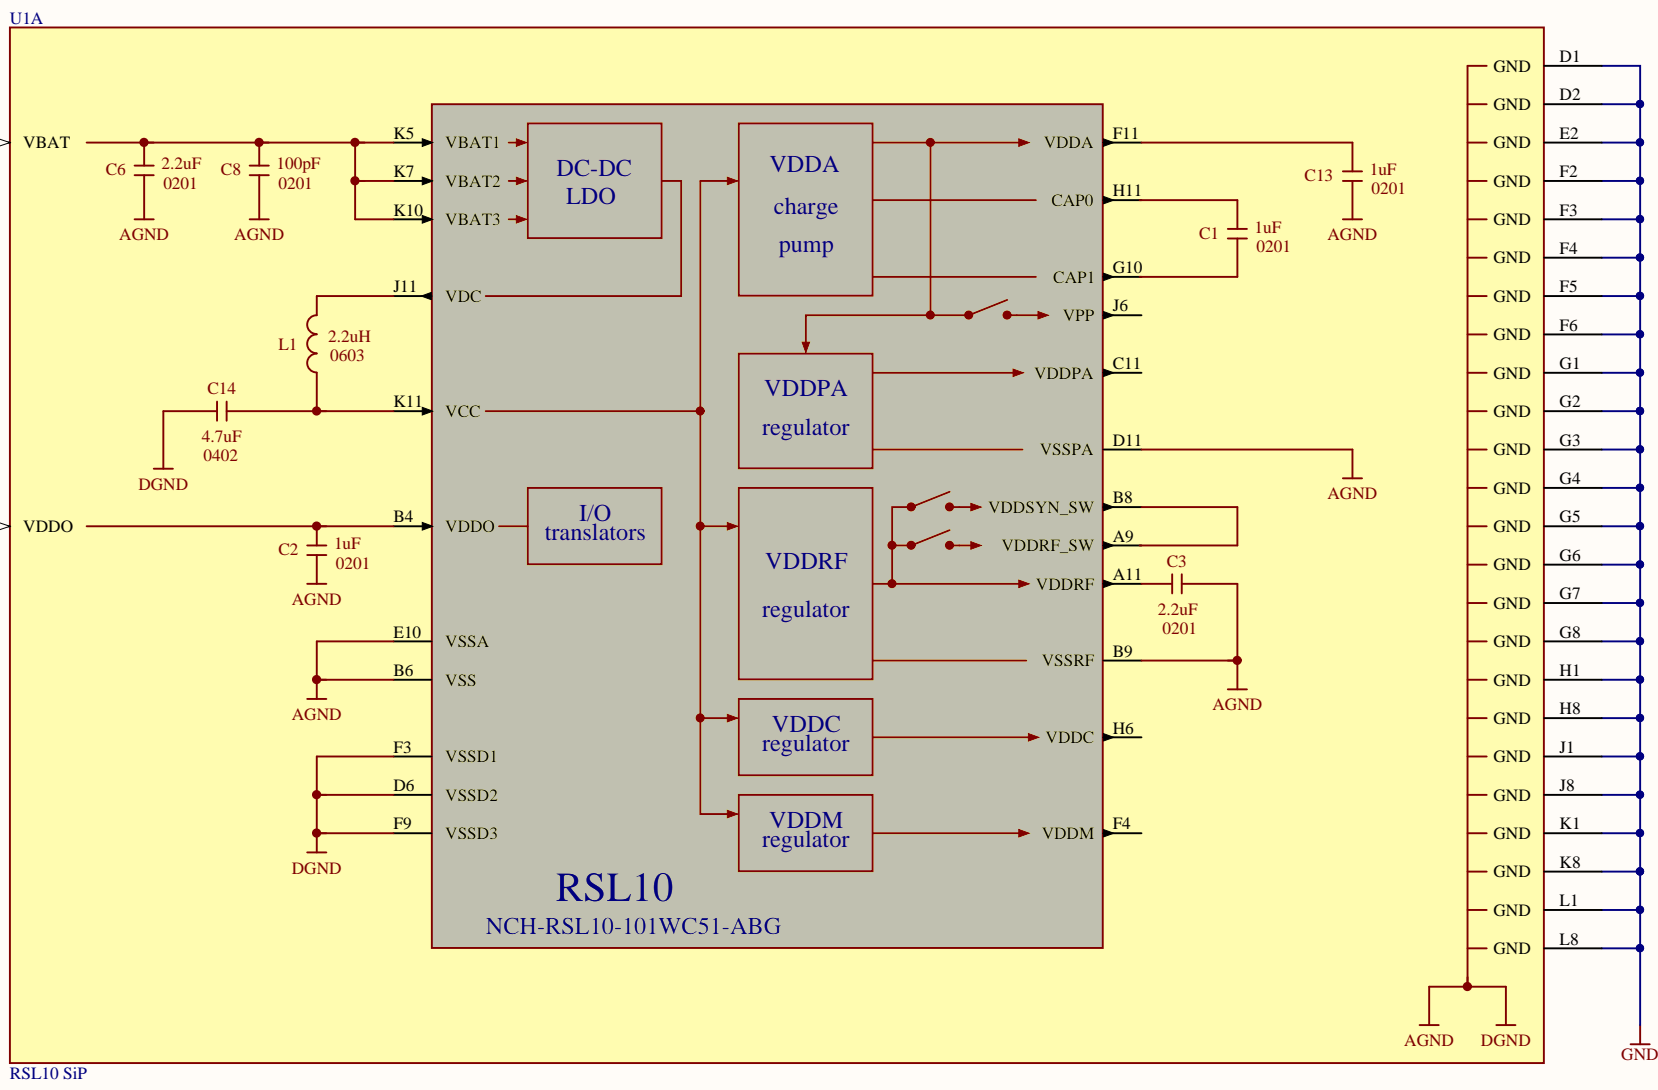 U1A
VBAT
C6
2.2uF
0201
AGND
C8
100pF
0201
AGND
K5
K7
K10
VBAT1
VBAT2
VBAT3
DC-DC
LDO
J11
VDC
L1
2.2uH
0603
C14
4.7uF
0402
DGND
K11
VCC
VDDO
C2
1uF
0201
AGND
B4
VDDO
I/O
translators
E10
VSSA
B6
VSS
AGND
F3
VSSD1
D6
VSSD2
F9
VSSD3
DGND
VDDA
charge
pump
VDDA
F11
C13
1uF
0201
AGND
CAP0
H11
C1
1uF
0201
CAP1
G10
VPP
J6
VDDPA
regulator
VDDPA
C11
VSSPA
D11
AGND
VDDRF
regulator
VDDSYN_SW
B8
VDDRF_SW
A9
VDDRF
A11
C3
2.2uF
0201
VSSRF
B9
AGND
VDDC
regulator
VDDC
H6
VDDM
regulator
VDDM
F4
RSL10
NCH-RSL10-101WC51-ABG
GND D1
GND D2
GND E2
GND F2
GND F3
GND F4
GND F5
GND F6
GND G1
GND G2
GND G3
GND G4
GND G5
GND G6
GND G7
GND G8
GND H1
GND H8
GND J1
GND J8
GND K1
GND K8
GND L1
GND L8
AGND
DGND
GND
RSL10 SiP